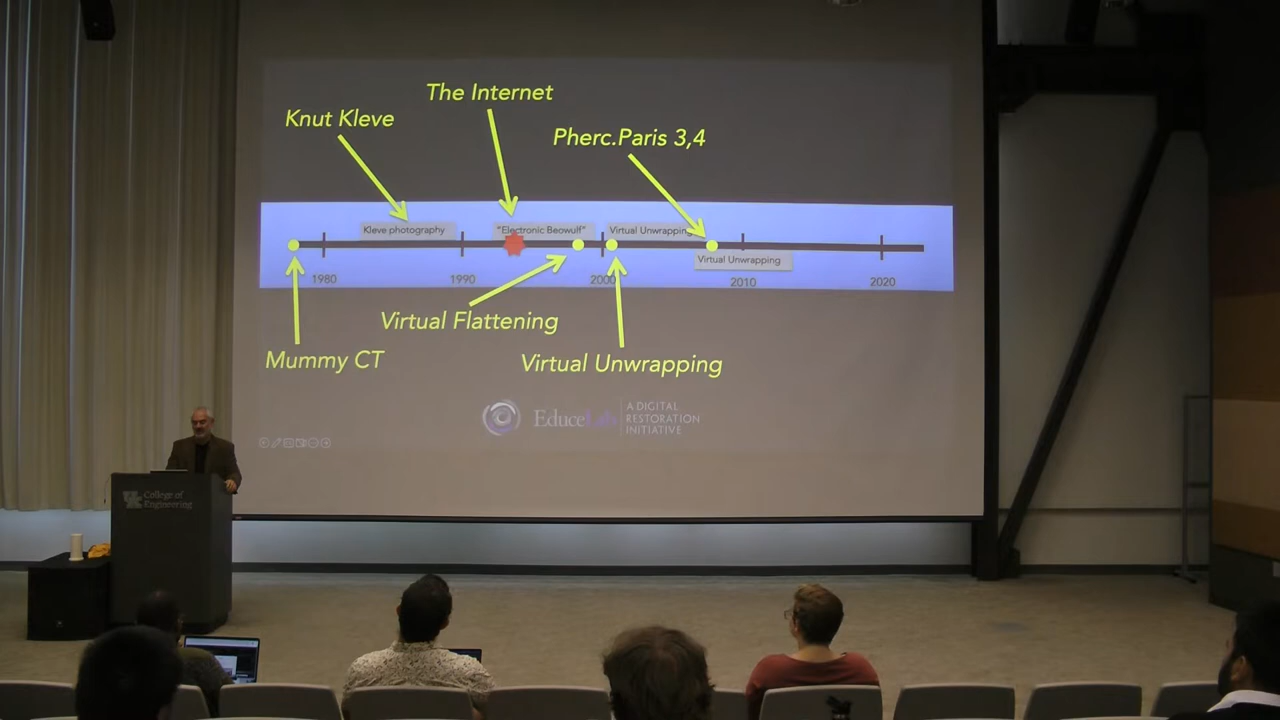 The Internet
Knut Kleve
Pherc.Paris 3,4
Kleve photography
"Electronic Beowulf"
Virtual Unwrapping
Virtual Unwrapping
1980
1990
2000
2010
2020
Virtual Flattening
Mummy CT
Virtual Unwrapping
EduceLab
A DIGITAL
RESTORATION
INITIATIVE
UK College of
Engineering